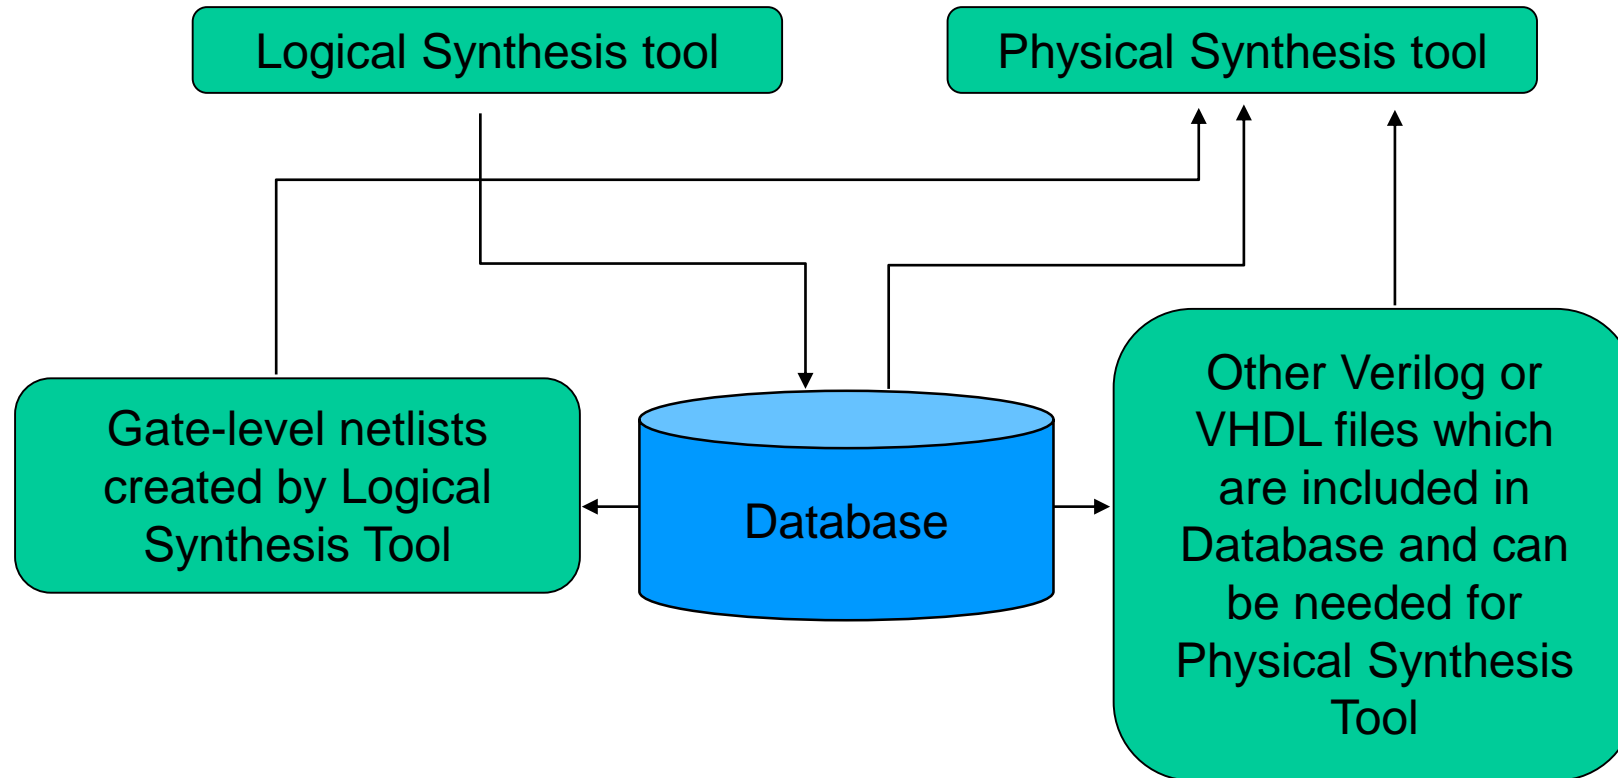 Logical Synthesis tool
Physical Synthesis tool
Gate-level netlists
created by Logical
Synthesis Tool
Database
Other Verilog or
VHDL files which
are included in
Database and can
be needed for
Physical Synthesis
Tool